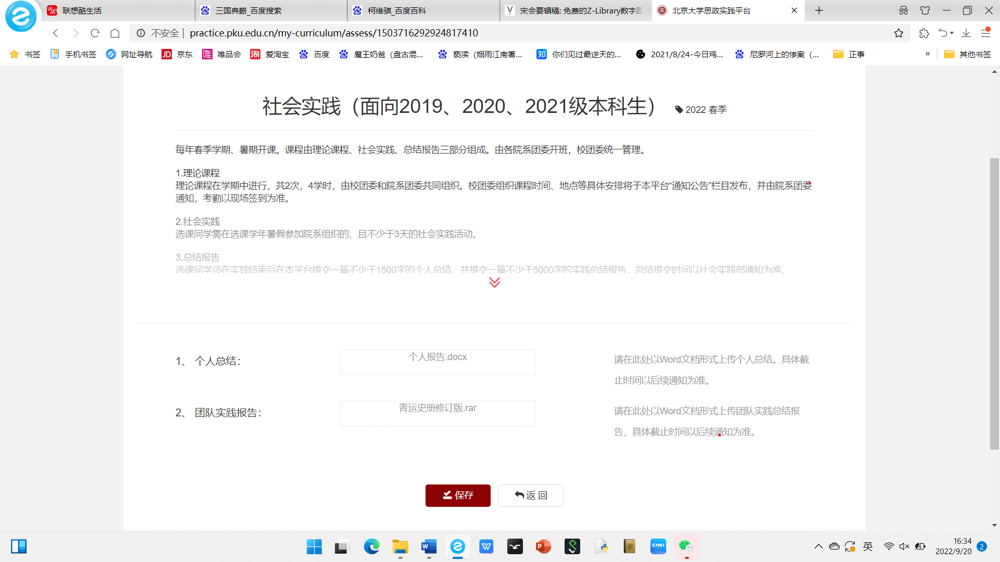 联想酷生活
三国典略_百度搜索
柯维骐_百度百科
宋会要辑稿: 免费的Z-Library数字图
北京大学思政实践平台
不安全
practice.pku.edu.cn/my-curriculum/assess/1503716292924817410
书签
手机书签
网址导航
JD 京东
唯 唯品会
淘 爱淘宝
百度
魔王奶爸（盘古混...
亵渎（烟雨江南著...
知 你们见过最逆天的...
2021/8/24-今日鸡...
尼罗河上的惨案（...
正事
»
其他书签
社会实践（面向2019、2020、2021级本科生）
2022 春季
每年春季学期、暑期开课。课程由理论课程、社会实践、总结报告三部分组成。由各院系团委开班，校团委统一管理。
1.理论课程
理论课程在学期中进行，共2次，4学时，由校团委和院系团委共同组织。校团委组织课程时间、地点等具体安排将于本平台“通知公告”栏目发布，并由院系团委
通知，考勤以现场签到为准。
2.社会实践
选课同学需在选课学年暑假参加院系组织的、且不少于3天的社会实践活动。
3.总结报告
选课同学须在实践结束后在本平台提交一篇不少于1500字的个人总结，并提交一篇不少于5000字的实践总结报告，总结提交时间以社会实践部通知为准。
1、 个人总结：
个人报告.docx
请在此处以Word文档形式上传个人总结。具体截
止时间以后续通知为准。
2、 团队实践报告：
青运史册修订版.rar
请在此处以Word文档形式上传团队实践总结报
告，具体截止时间以后续通知为准。
保存
返 回
CNKI
英
16:34
2022/9/20
2